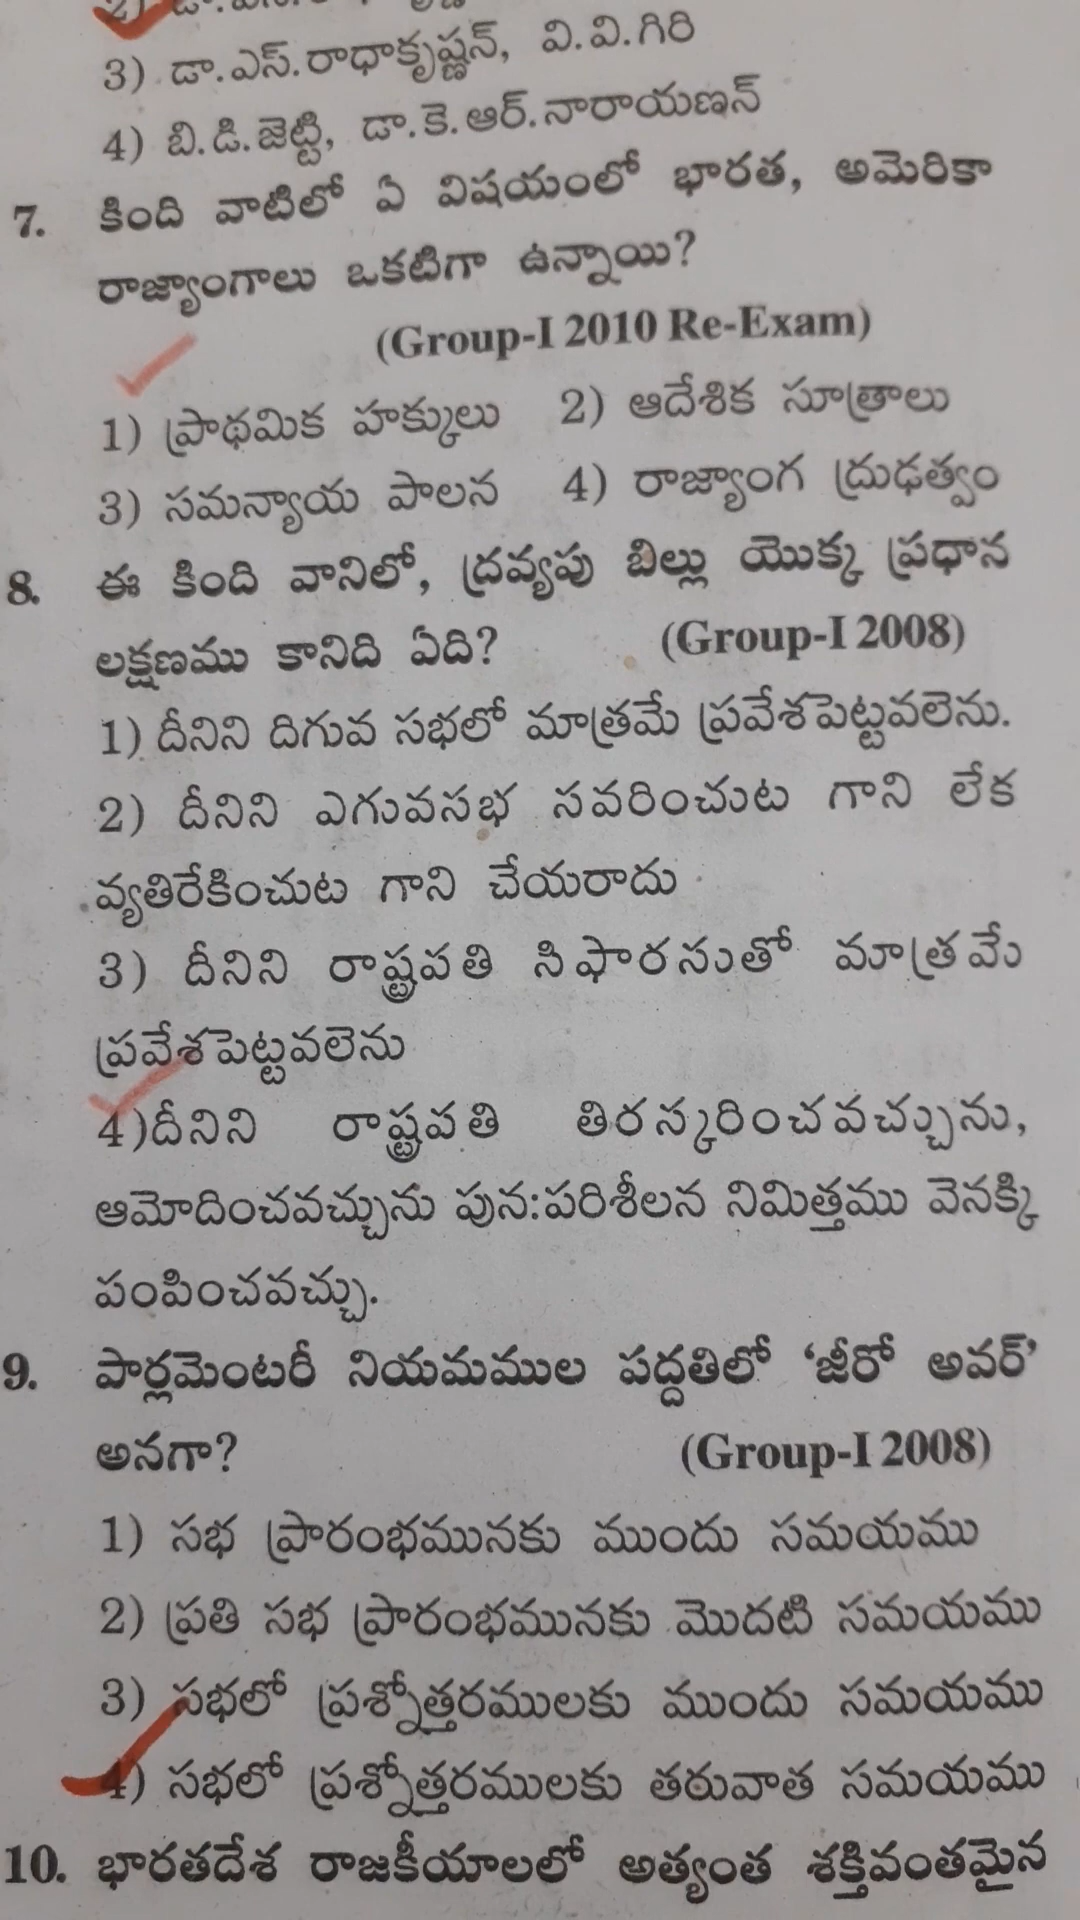 3) డా.ఎస్.రాధాకృష్ణన్, వి.వి.గిరి
4) బి.డి.జెట్టి, డా.కె.ఆర్.నారాయణన్
7. కింది వాటిలో ఏ విషయంలో భారత, అమెరికా
రాజ్యాంగాలు ఒకటిగా ఉన్నాయి?
(Group-I 2010 Re-Exam)
1) ప్రాథమిక హక్కులు 2) ఆదేశిక సూత్రాలు
3) సమన్యాయ పాలన 4) రాజ్యాంగ ద్రుఢత్వం
8. ఈ కింది వానిలో, ద్రవ్యపు బిల్లు యొక్క ప్రధాన
లక్షణము కానిది ఏది? (Group-I 2008)
1) దీనిని దిగువ సభలో మాత్రమే ప్రవేశపెట్టవలెను.
2) దీనిని ఎగువసభ సవరించుట గాని లేక
వ్యతిరేకించుట గాని చేయరాదు
3) దీనిని రాష్ట్రపతి సిఫారసుతో మాత్రమే
ప్రవేశపెట్టవలెను
4)దీనిని రాష్ట్రపతి తిరస్కరించవచ్చును,
ఆమోదించవచ్చును పున:పరిశీలన నిమిత్తము వెనక్కి
పంపించవచ్చు.
9. పార్లమెంటరీ నియమముల పద్దతిలో ‘జీరో అవర్’
అనగా? (Group-I 2008)
1) సభ ప్రారంభమునకు ముందు సమయము
2) ప్రతి సభ ప్రారంభమునకు మొదటి సమయము
3) సభలో ప్రశ్నోత్తరములకు ముందు సమయము
4) సభలో ప్రశ్నోత్తరములకు తరువాత సమయము
10. భారతదేశ రాజకీయాలలో అత్యంత శక్తివంతమైన